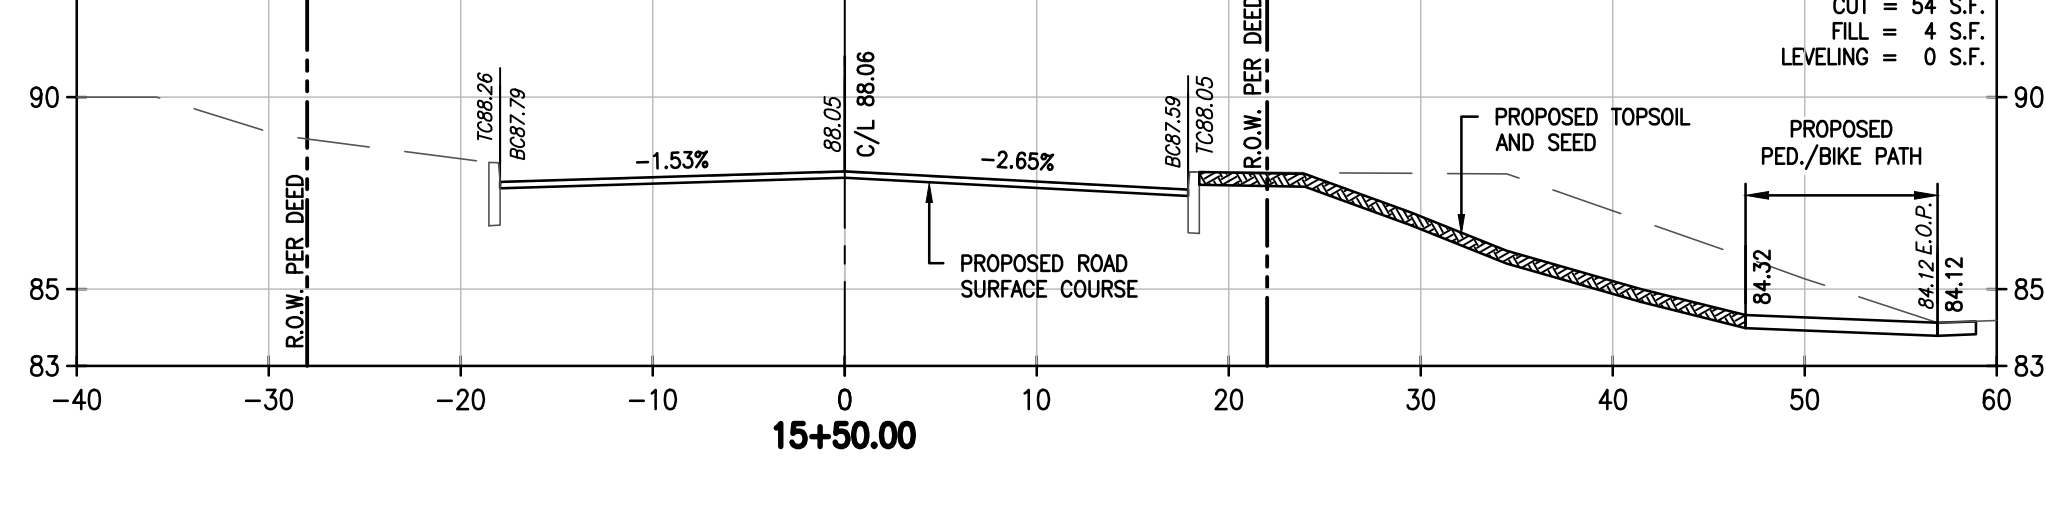 CUT = 54 S.F.
FILL = 4 S.F.
LEVELING = 0 S.F.
90
TC88.26
BC87.79
88.05
C/L 88.06
BC87.59
TC88.05
R.O.W. PER DEED
90
PROPOSED TOPSOIL
AND SEED
PROPOSED
PED./BIKE PATH
-1.53%
-2.65%
R.O.W. PER DEED
PROPOSED ROAD
SURFACE COURSE
84.32
84.12 E.O.P.
84.12
85
85
83
83
-40
-30
-20
-10
0
10
20
30
40
50
60
15+50.00